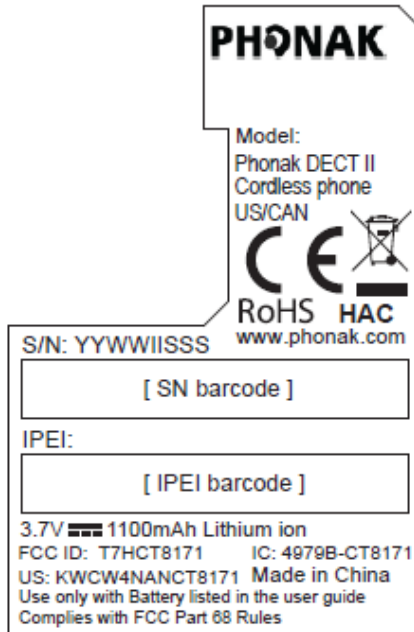 PHONAK
Model:
Phonak DECT II
Cordless phone
US/CAN
CE
RoHS HAC
www.phonak.com
S/N: YYWWIISSS
[ SN barcode ]
IPEI:
[ IPEI barcode ]
3.7V 1100mAh Lithium ion
FCC ID: T7HCT8171 IC: 4979B-CT8171
US: KWCW4NANCT8171 Made in China
Use only with Battery listed in the user guide
Complies with FCC Part 68 Rules